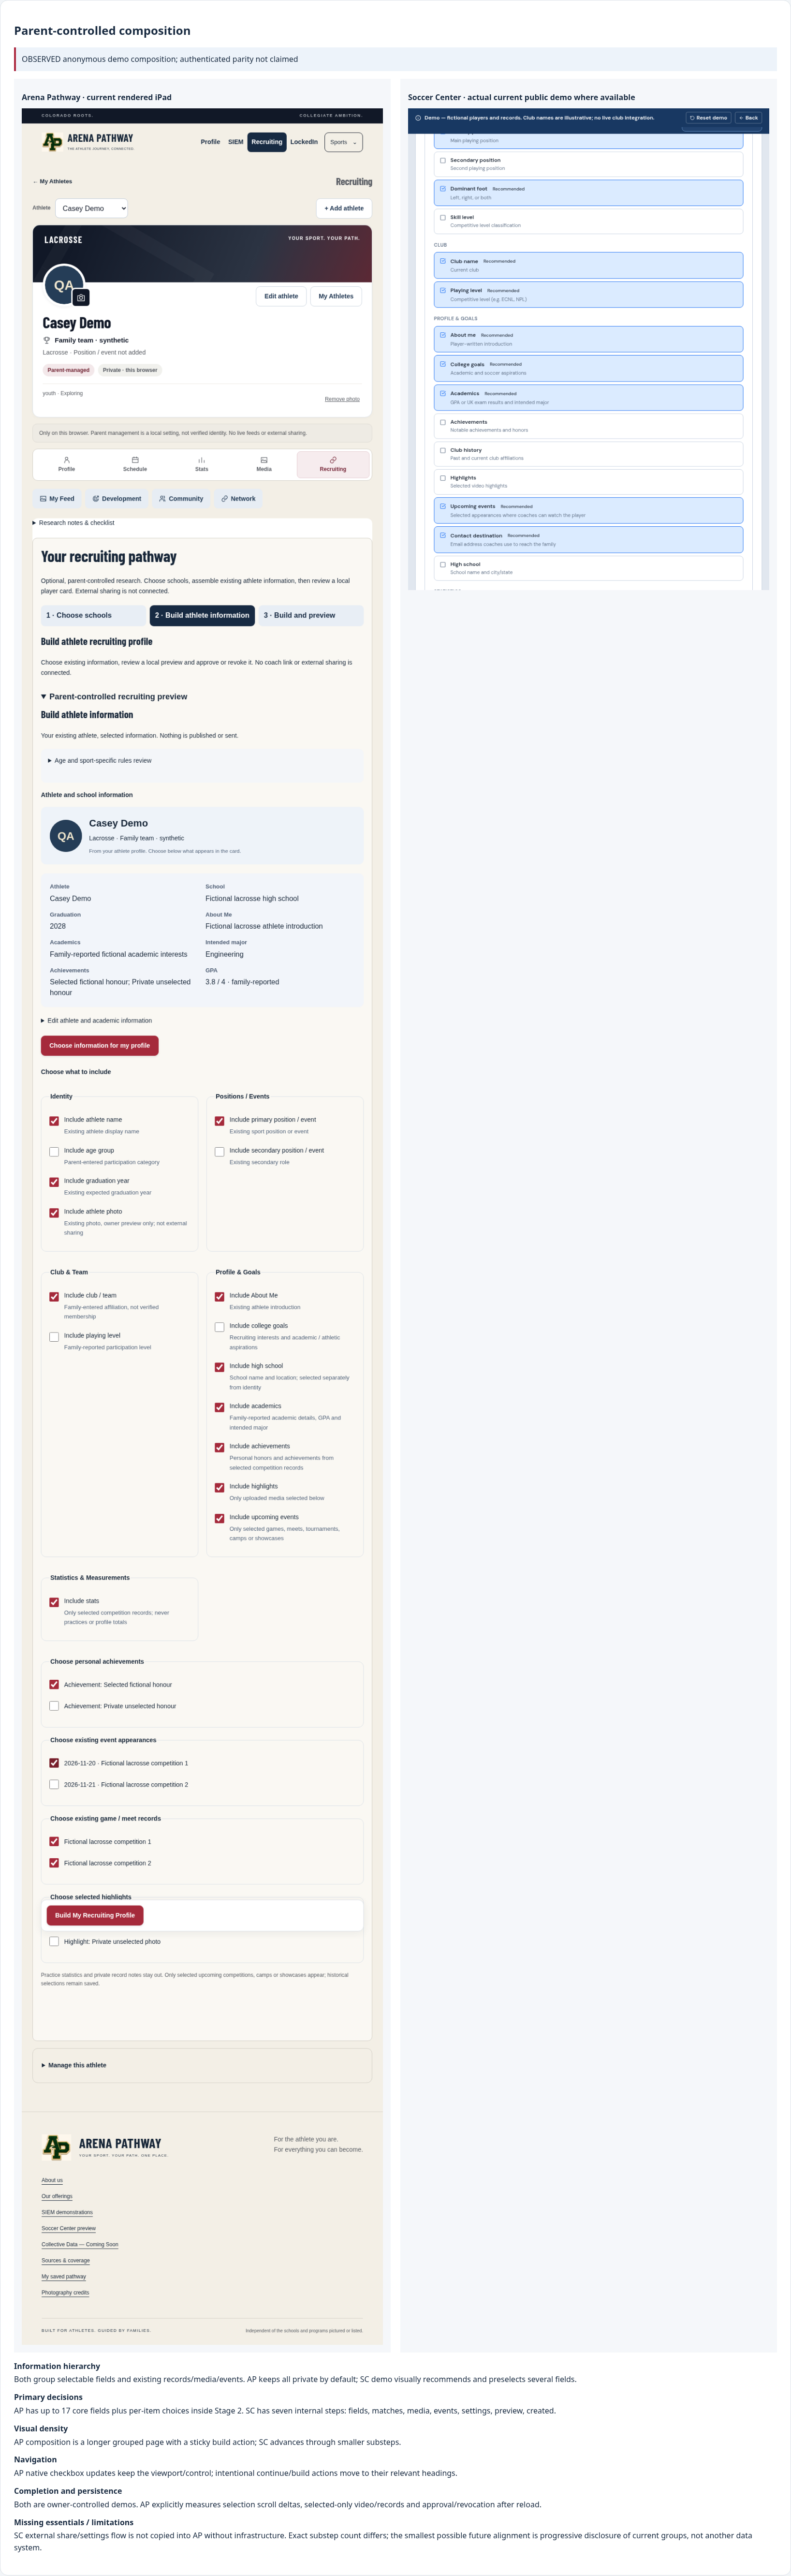 Parent-controlled composition
OBSERVED anonymous demo composition; authenticated parity not claimed
Arena Pathway · current rendered iPad
COLORADO ROOTS.
COLLEGIATE AMBITION.
AP
ARENA PATHWAY
THE ATHLETE JOURNEY, CONNECTED.
Profile
SIEM
Recruiting
LockedIn
Sports
← My Athletes
Recruiting
Athlete
Casey Demo
+ Add athlete
LACROSSE
YOUR SPORT. YOUR PATH.
QA
Edit athlete
My Athletes
Casey Demo
Family team · synthetic
Lacrosse · Position / event not added
Parent-managed
Private · this browser
youth · Exploring
Remove photo
Only on this browser. Parent management is a local setting, not verified identity. No live feeds or external sharing.
Profile
Schedule
Stats
Media
Recruiting
My Feed
Development
Community
Network
Research notes & checklist
Your recruiting pathway
Optional, parent-controlled research. Choose schools, assemble existing athlete information, then review a local
player card. External sharing is not connected.
1 · Choose schools
2 · Build athlete information
3 · Build and preview
Build athlete recruiting profile
Choose existing information, review a local preview and approve or revoke it. No coach link or external sharing is
connected.
Parent-controlled recruiting preview
Build athlete information
Your existing athlete, selected information. Nothing is published or sent.
Age and sport-specific rules review
Athlete and school information
QA
Casey Demo
Lacrosse · Family team · synthetic
From your athlete profile. Choose below what appears in the card.
Athlete
Casey Demo
School
Fictional lacrosse high school
Graduation
2028
About Me
Fictional lacrosse athlete introduction
Academics
Family-reported fictional academic interests
Intended major
Engineering
Achievements
Selected fictional honour; Private unselected
honour
GPA
3.8 / 4 · family-reported
Edit athlete and academic information
Choose information for my profile
Choose what to include
Identity
Include athlete name
Existing athlete display name
Include age group
Parent-entered participation category
Include graduation year
Existing expected graduation year
Include athlete photo
Existing photo, owner preview only; not external
sharing
Positions / Events
Include primary position / event
Existing sport position or event
Include secondary position / event
Existing secondary role
Club & Team
Include club / team
Family-entered affiliation, not verified
membership
Include playing level
Family-reported participation level
Profile & Goals
Include About Me
Existing athlete introduction
Include college goals
Recruiting interests and academic / athletic
aspirations
Include high school
School name and location; selected separately
from identity
Include academics
Family-reported academic details, GPA and
intended major
Include achievements
Personal honors and achievements from
selected competition records
Include highlights
Only uploaded media selected below
Include upcoming events
Only selected games, meets, tournaments,
camps or showcases
Statistics & Measurements
Include stats
Only selected competition records; never
practices or profile totals
Choose personal achievements
Achievement: Selected fictional honour
Achievement: Private unselected honour
Choose existing event appearances
2026-11-20 · Fictional lacrosse competition 1
2026-11-21 · Fictional lacrosse competition 2
Choose existing game / meet records
Fictional lacrosse competition 1
Fictional lacrosse competition 2
Choose selected highlights
Build My Recruiting Profile
Highlight: Private unselected photo
Practice statistics and private record notes stay out. Only selected upcoming competitions, camps or showcases appear; historical
selections remain saved.
Manage this athlete
AP
ARENA PATHWAY
YOUR SPORT. YOUR PATH. ONE PLACE.
For the athlete you are.
For everything you can become.
About us
Our offerings
SIEM demonstrations
Soccer Center preview
Collective Data — Coming Soon
Sources & coverage
My saved pathway
Photography credits
BUILT FOR ATHLETES. GUIDED BY FAMILIES.
Independent of the schools and programs pictured or listed.
Soccer Center · actual current public demo where available
Demo — fictional players and records. Club names are illustrative; no live club integration.
Reset demo
← Back
Main playing position
Secondary position
Second playing position
Dominant foot Recommended
Left, right, or both
Skill level
Competitive level classification
CLUB
Club name Recommended
Current club
Playing level Recommended
Competitive level (e.g. ECNL, NPL)
PROFILE & GOALS
About me Recommended
Player-written introduction
College goals Recommended
Academic and soccer aspirations
Academics Recommended
GPA or UK exam results and intended major
Achievements
Notable achievements and honors
Club history
Past and current club affiliations
Highlights
Selected video highlights
Upcoming events Recommended
Selected appearances where coaches can watch the player
Contact destination Recommended
Email address coaches use to reach the family
High school
School name and city/state
Information hierarchy
Both group selectable fields and existing records/media/events. AP keeps all private by default; SC demo visually recommends and preselects several fields.
Primary decisions
AP has up to 17 core fields plus per-item choices inside Stage 2. SC has seven internal steps: fields, matches, media, events, settings, preview, created.
Visual density
AP composition is a longer grouped page with a sticky build action; SC advances through smaller substeps.
Navigation
AP native checkbox updates keep the viewport/control; intentional continue/build actions move to their relevant headings.
Completion and persistence
Both are owner-controlled demos. AP explicitly measures selection scroll deltas, selected-only video/records and approval/revocation after reload.
Missing essentials / limitations
SC external share/settings flow is not copied into AP without infrastructure. Exact substep count differs; the smallest possible future alignment is progressive disclosure of current groups, not another data
system.